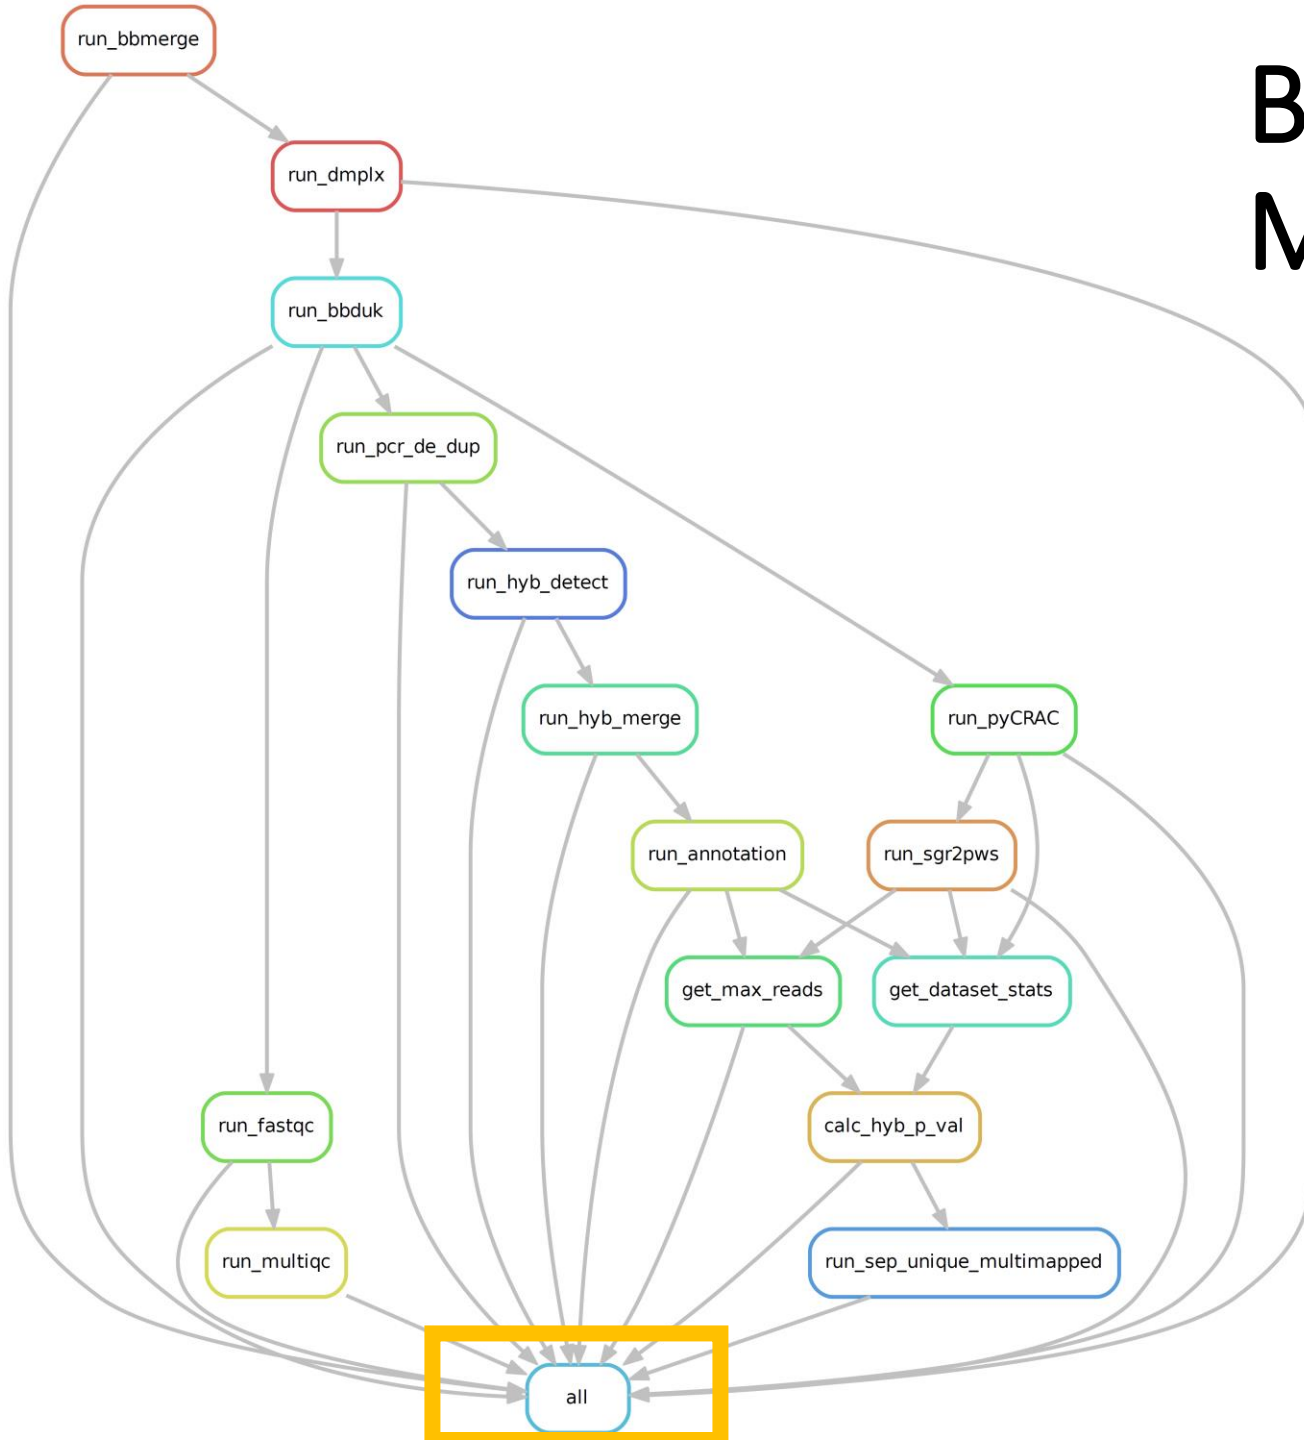 run_bbmerge
B
M
run_dmplx
run_bbduk
run_pcr_de_dup
run_hyb_detect
run_hyb_merge
run_pyCRAC
run_annotation
run_sgr2pws
get_max_reads
get_dataset_stats
run_fastqc
calc_hyb_p_val
run_multiqc
run_sep_unique_multimapped
all